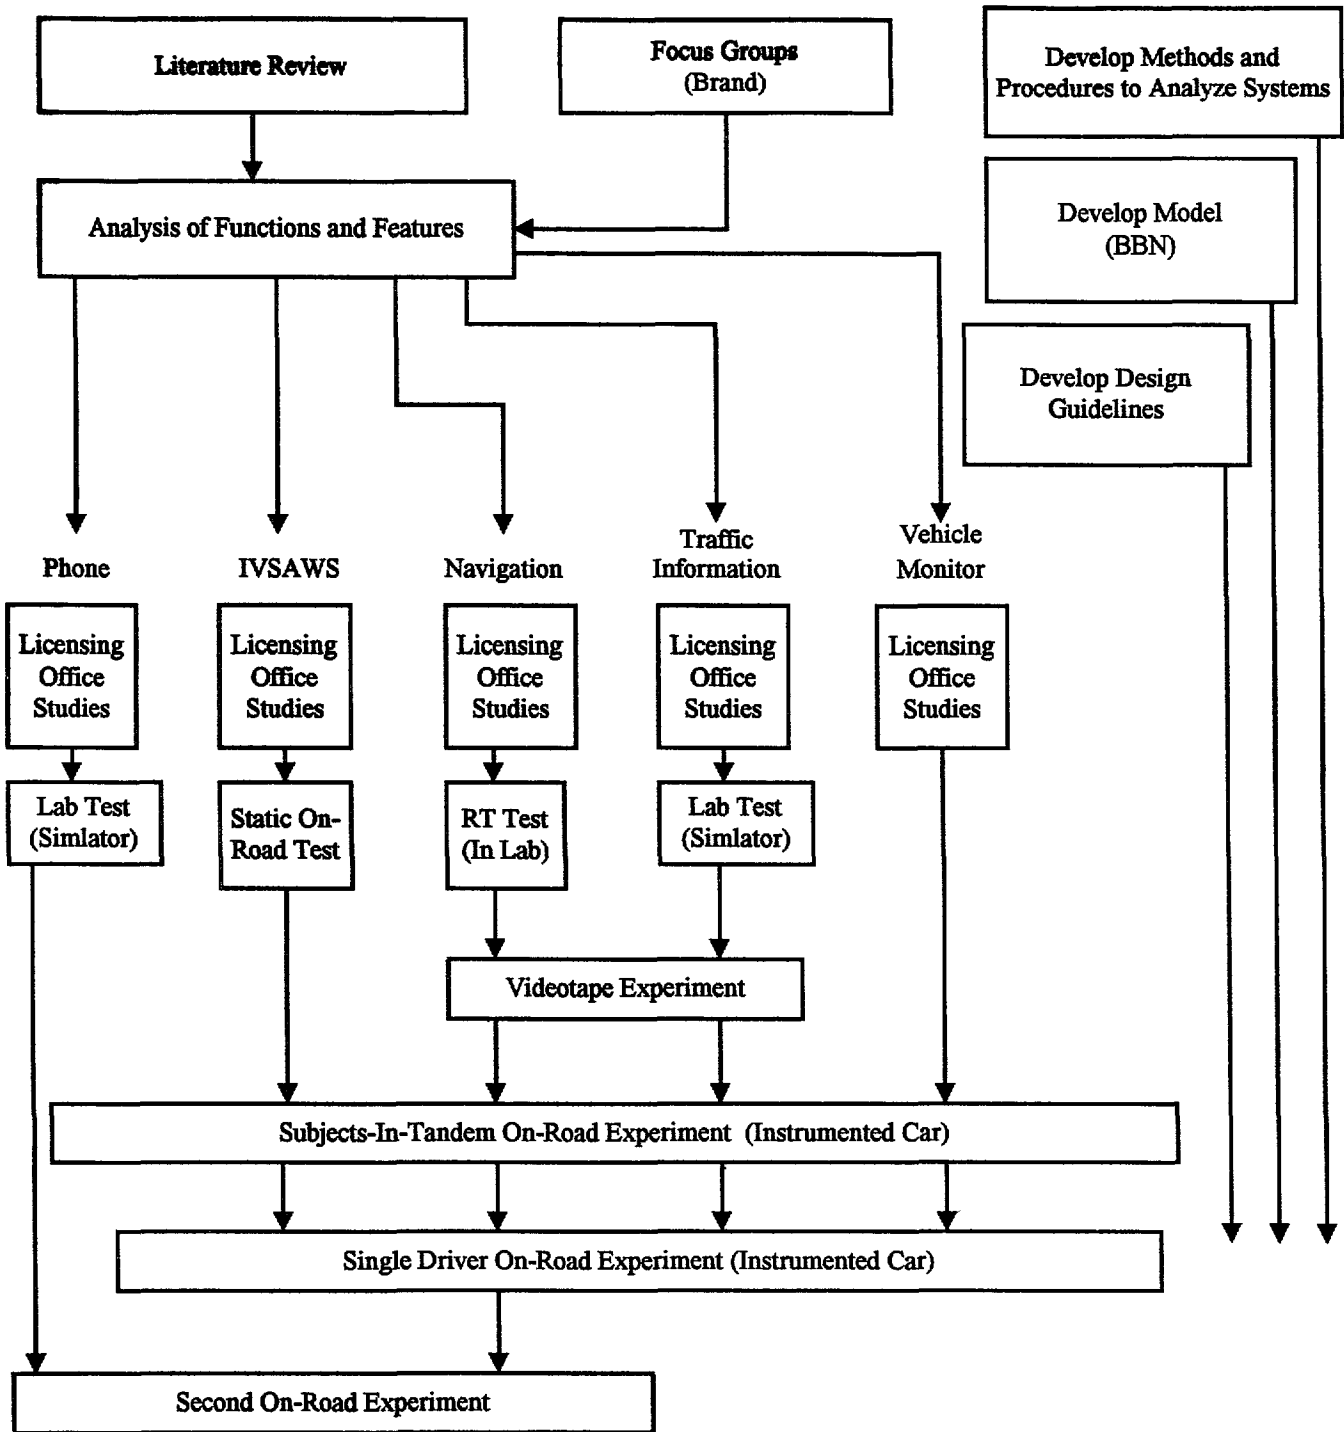 Literature Review
Focus Groups
(Brand)
Develop Methods and
Procedures to Analyze Systems
Analysis of Functions and Features
Develop Model
(BBN)
Develop Design
Guidelines
Phone
IVSAWS
Navigation
Traffic
Information
Vehicle
Monitor
Licensing
Office
Studies
Licensing
Office
Studies
Licensing
Office
Studies
Licensing
Office
Studies
Licensing
Office
Studies
Lab Test
(Simlator)
Static On-
Road Test
RT Test
(In Lab)
Lab Test
(Simlator)
Videotape Experiment
Subjects-In-Tandem On-Road Experiment (Instrumented Car)
Single Driver On-Road Experiment (Instrumented Car)
Second On-Road Experiment